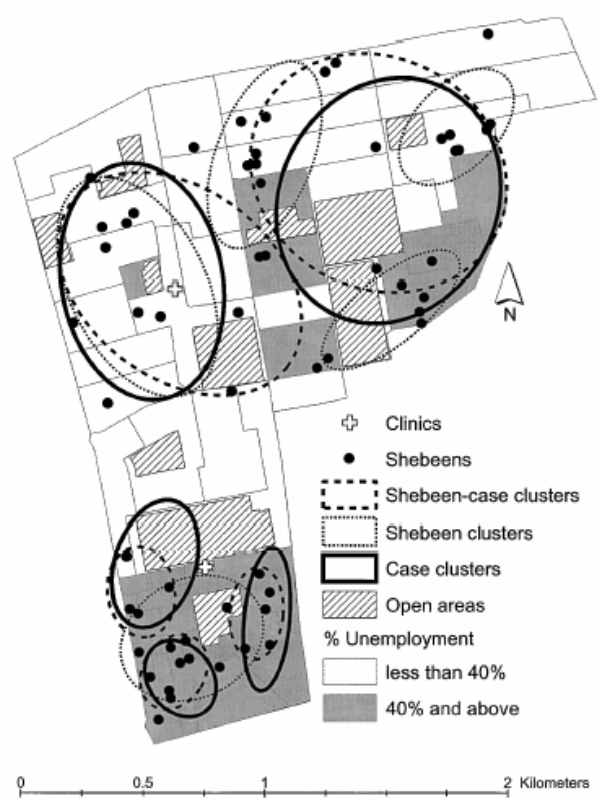 N
Clinics
Shebeens
Shebeen-case clusters
Shebeen clusters
Case clusters
Open areas
% Unemployment
less than 40%
40% and above
0 0.5 1 2 Kilometers